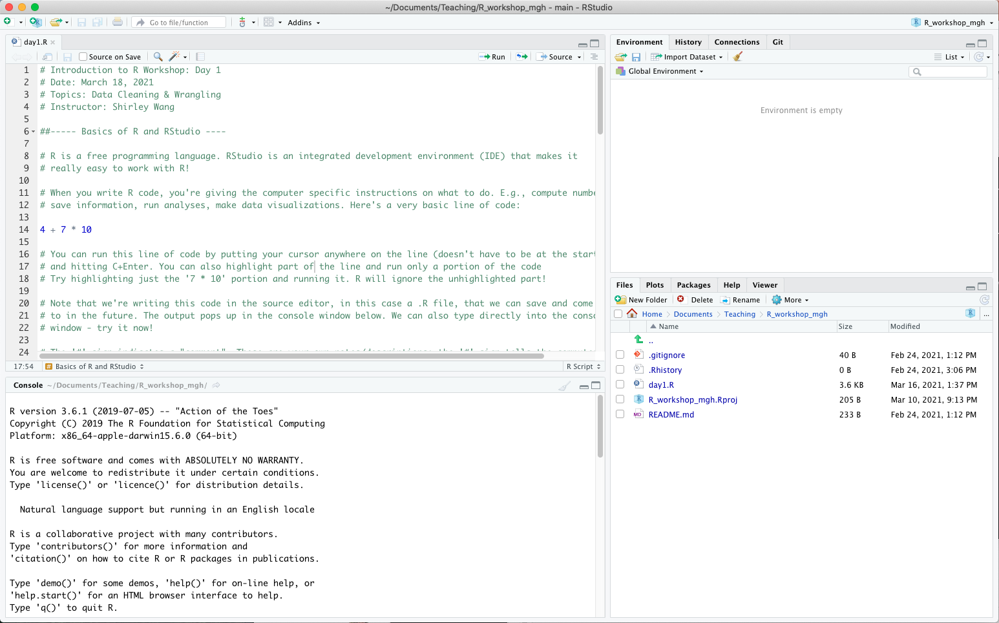 ~/Documents/Teaching/R_workshop_mgh - main - RStudio
Go to file/function
Addins
R_workshop_mgh
day1.R
Source on Save
Run
Source
1 # Introduction to R Workshop: Day 1
2 # Date: March 18, 2021
3 # Topics: Data Cleaning & Wrangling
4 # Instructor: Shirley Wang
5
6 ##----- Basics of R and RStudio ----
7
8 # R is a free programming language. RStudio is an integrated development environment (IDE) that makes it
9 # really easy to work with R!
10
11 # When you write R code, you're giving the computer specific instructions on what to do. E.g., compute numbe
12 # save information, run analyses, make data visualizations. Here's a very basic line of code:
13
14 4 + 7 * 10
15
16 # You can run this line of code by putting your cursor anywhere on the line (doesn't have to be at the start
17 # and hitting C+Enter. You can also highlight part of the line and run only a portion of the code
18 # Try highlighting just the '7 * 10' portion and running it. R will ignore the unhighlighted part!
19
20 # Note that we're writing this code in the source editor, in this case a .R file, that we can save and come
21 # to in the future. The output pops up in the console window below. We can also type directly into the conso
22 # window - try it now!
23
24
17:54
# Basics of R and RStudio
R Script
Console ~/Documents/Teaching/R_workshop_mgh/
R version 3.6.1 (2019-07-05) -- "Action of the Toes"
Copyright (C) 2019 The R Foundation for Statistical Computing
Platform: x86_64-apple-darwin15.6.0 (64-bit)
R is free software and comes with ABSOLUTELY NO WARRANTY.
You are welcome to redistribute it under certain conditions.
Type 'license()' or 'licence()' for distribution details.
Natural language support but running in an English locale
R is a collaborative project with many contributors.
Type 'contributors()' for more information and
'citation()' on how to cite R or R packages in publications.
Type 'demo()' for some demos, 'help()' for on-line help, or
'help.start()' for an HTML browser interface to help.
Type 'q()' to quit R.
Environment History Connections Git
Import Dataset
List
Global Environment
Environment is empty
Files Plots Packages Help Viewer
New Folder Delete Rename More
Home Documents Teaching R_workshop_mgh ...
Name Size Modified
..
.gitignore 40 B Feb 24, 2021, 1:12 PM
.Rhistory 0 B Feb 24, 2021, 3:06 PM
day1.R 3.6 KB Mar 16, 2021, 1:37 PM
R_workshop_mgh.Rproj 205 B Mar 10, 2021, 9:13 PM
MD README.md 233 B Feb 24, 2021, 1:12 PM